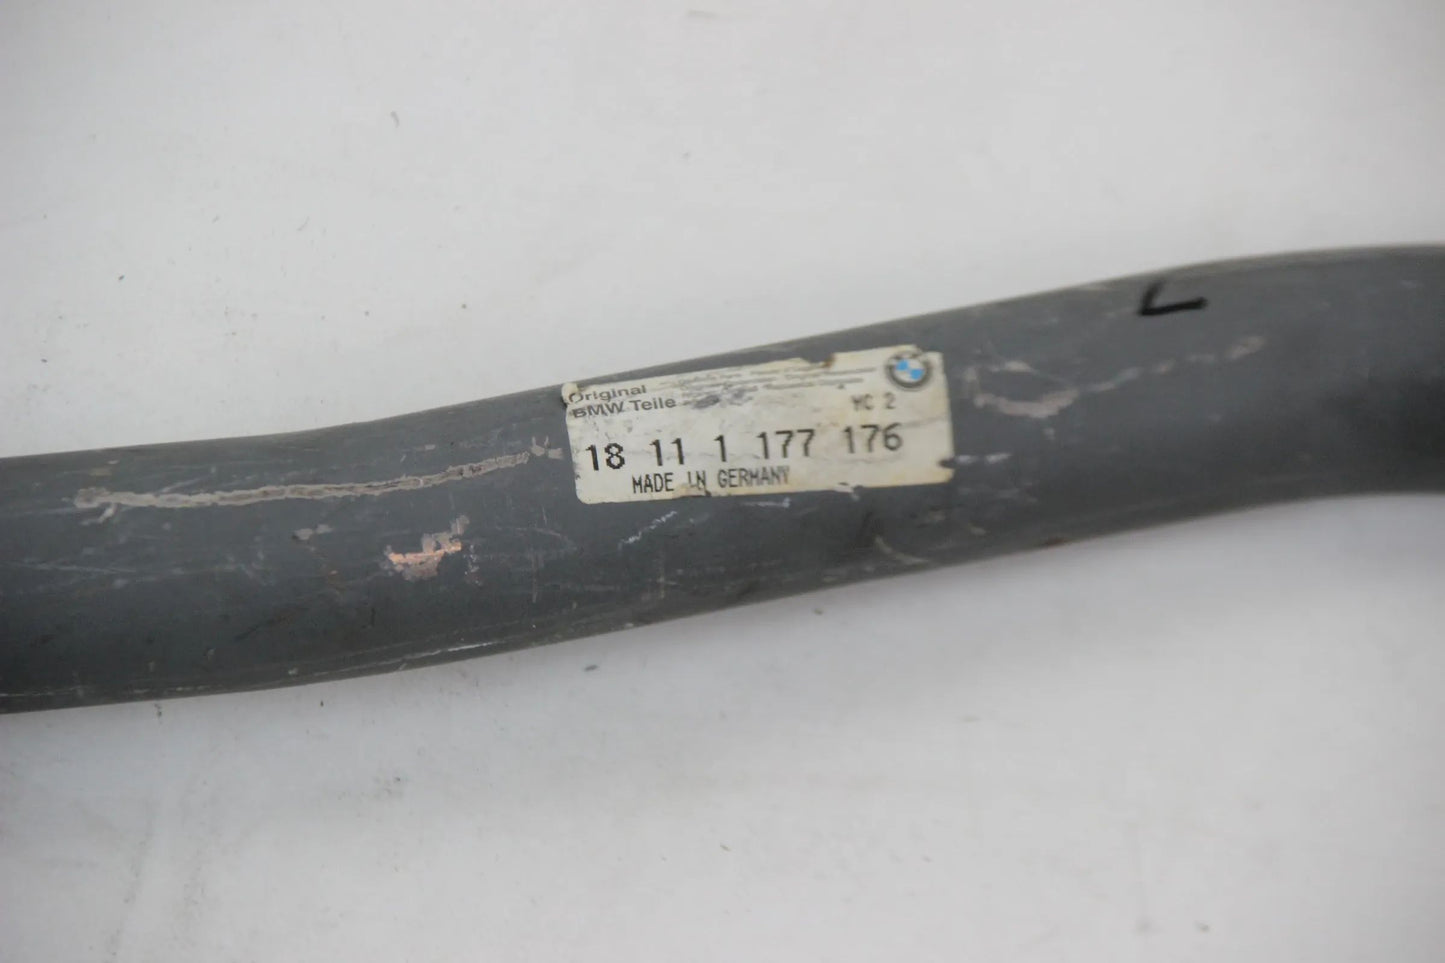 Original
BMW Teile
MC 2
18 11 1 177 176
MADE IN GERMANY
L